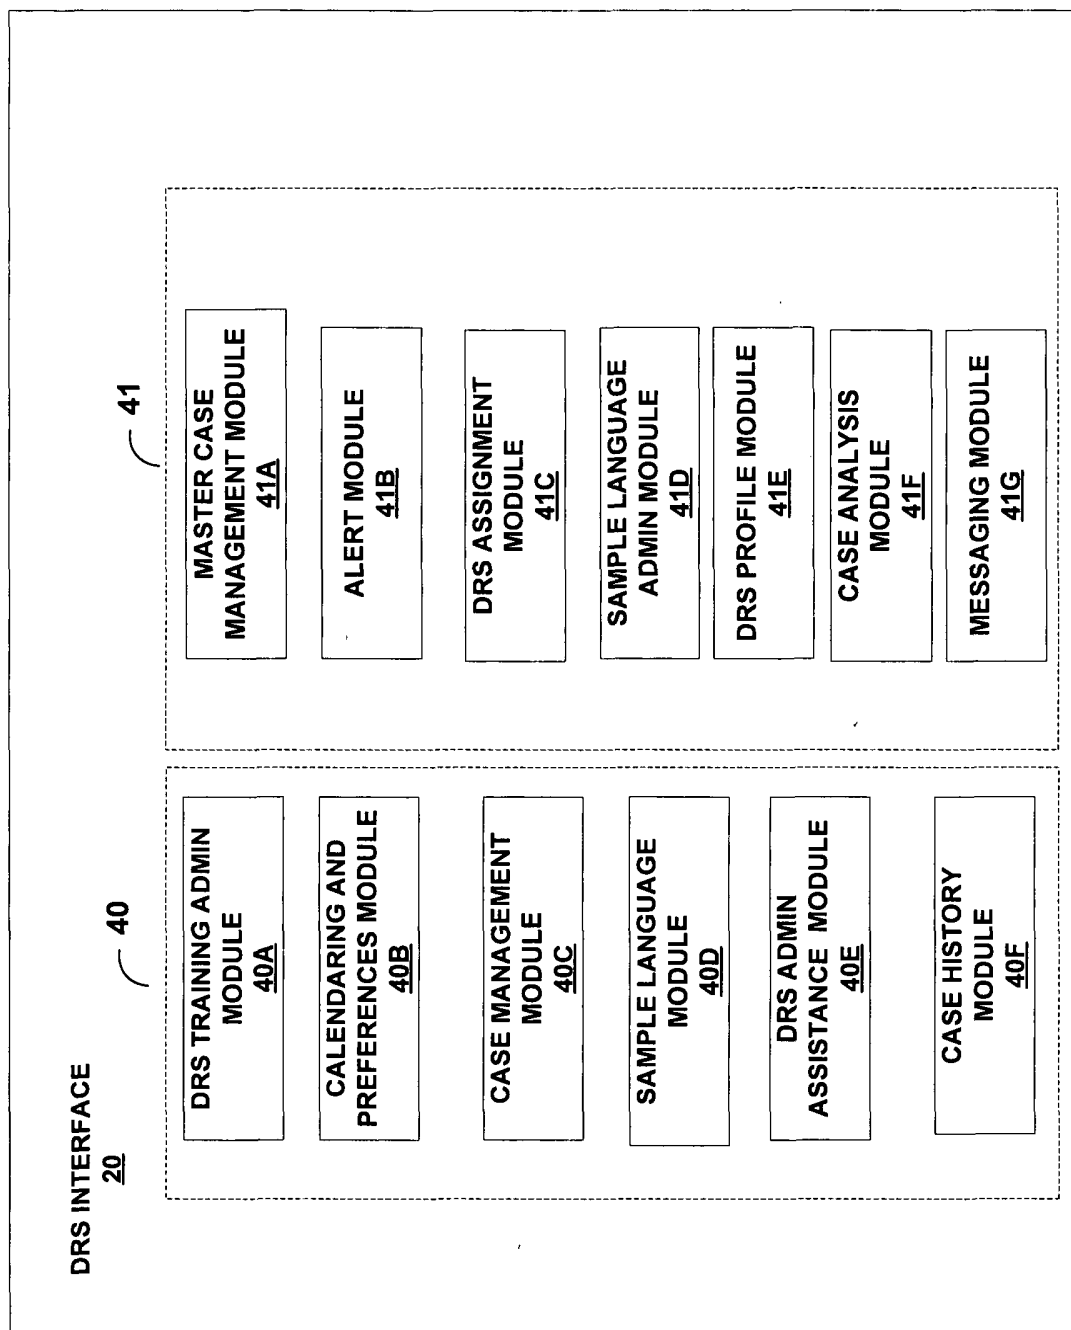 DRS INTERFACE
20
40
DRS TRAINING ADMIN
MODULE
40A
CALENDARING AND
PREFERENCES MODULE
40B
CASE MANAGEMENT
MODULE
40C
SAMPLE LANGUAGE
MODULE
40D
DRS ADMIN
ASSISTANCE MODULE
40E
CASE HISTORY
MODULE
40F
41
MASTER CASE
MANAGEMENT MODULE
41A
ALERT MODULE
41B
DRS ASSIGNMENT
MODULE
41C
SAMPLE LANGUAGE
ADMIN MODULE
41D
DRS PROFILE MODULE
41E
CASE ANALYSIS
MODULE
41F
MESSAGING MODULE
41G